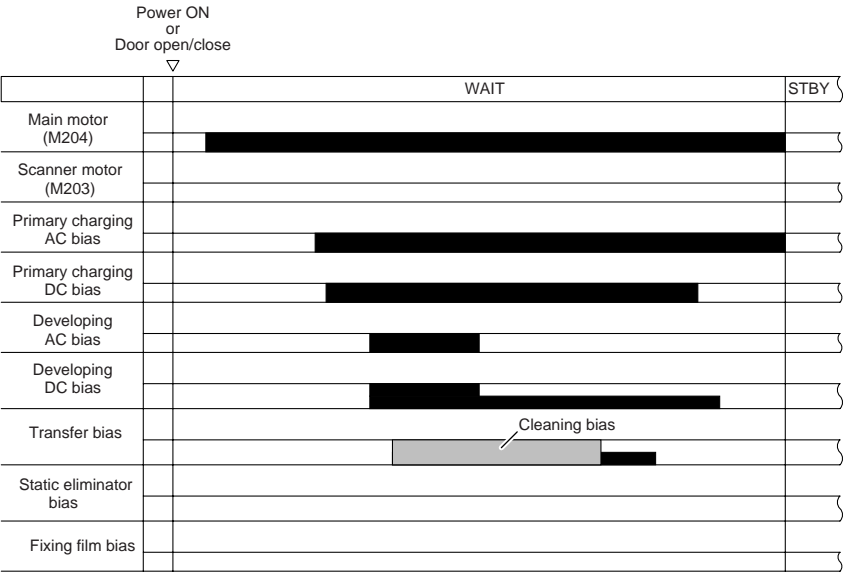 Power ON
or
Door open/close
WAIT
STBY
Main motor
(M204)
Scanner motor
(M203)
Primary charging
AC bias
Primary charging
DC bias
Developing
AC bias
Developing
DC bias
Transfer bias
Cleaning bias
Static eliminator
bias
Fixing film bias